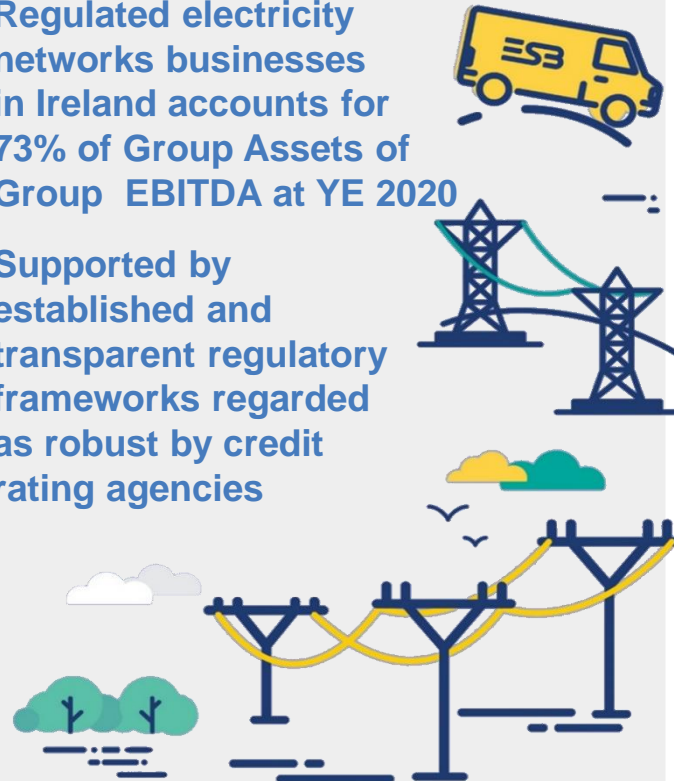 Regulated electricity
networks businesses
in Ireland accounts for
73% of Group Assets of
Group EBITDA at YE 2020
Supported by
established and
transparent regulatory
frameworks regarded
as robust by credit
rating agencies
ESB